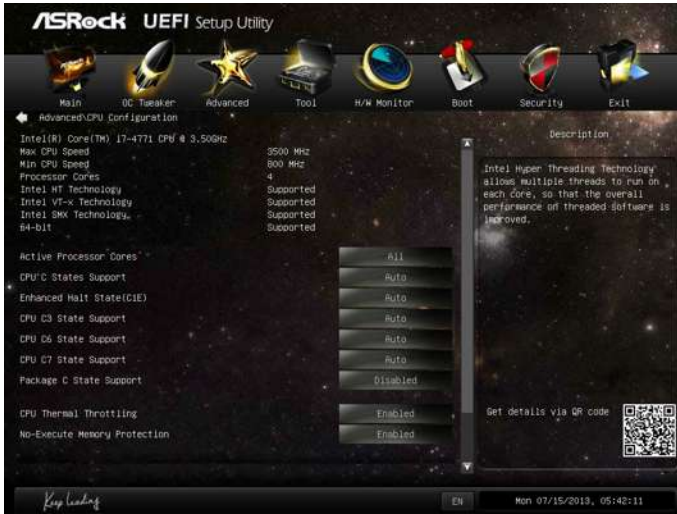 ASRock UEFI Setup Utility
Main OC Tweaker Advanced Tool H/W Monitor Boot Security Exit
Advanced\CPU Configuration
Description
Intel(R) Core(TM) i7-4771 CPU @ 3.50GHz
Max CPU Speed 3500 MHz
Min CPU Speed 800 MHz
Processor Cores 4
Intel HT Technology Supported
Intel VT-x Technology Supported
Intel SMX Technology Supported
64-bit Supported
Intel Hyper Threading Technology
allows multiple threads to run on
each core, so that the overall
performance on threaded software is
improved.
Active Processor Cores All
CPU C States Support Auto
Enhanced Halt State(C1E) Auto
CPU C3 State Support Auto
CPU C6 State Support Auto
CPU C7 State Support Auto
Package C State Support Disabled
CPU Thermal Throttling Enabled
No-Execute Memory Protection Enabled
Get details via QR code
Keep Leading
EN
Mon 07/15/2013, 05:42:11